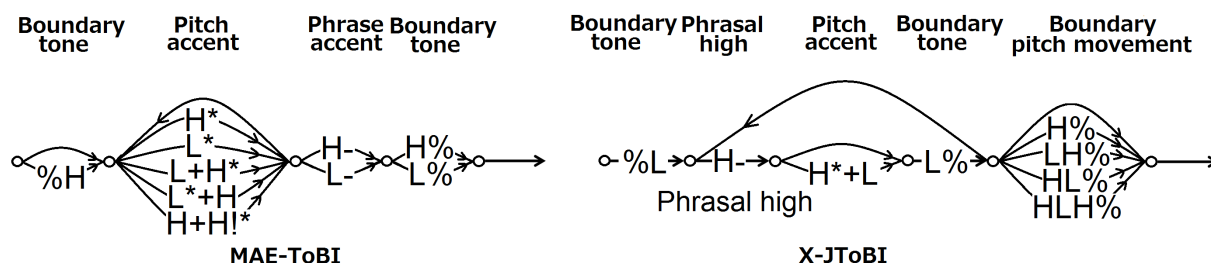 Boundary tone
Pitch accent
Phrase accent
Boundary tone
%H
H*
L*
L+H*
L*+H
H+H!*
H-
L-
H%
L%
MAE-ToBI
Boundary tone
Phrasal high
Pitch accent
Boundary tone
Boundary pitch movement
%L
H-
Phrasal high
H*+L
L%
H%
LH%
HL%
HLH%
X-JToBI